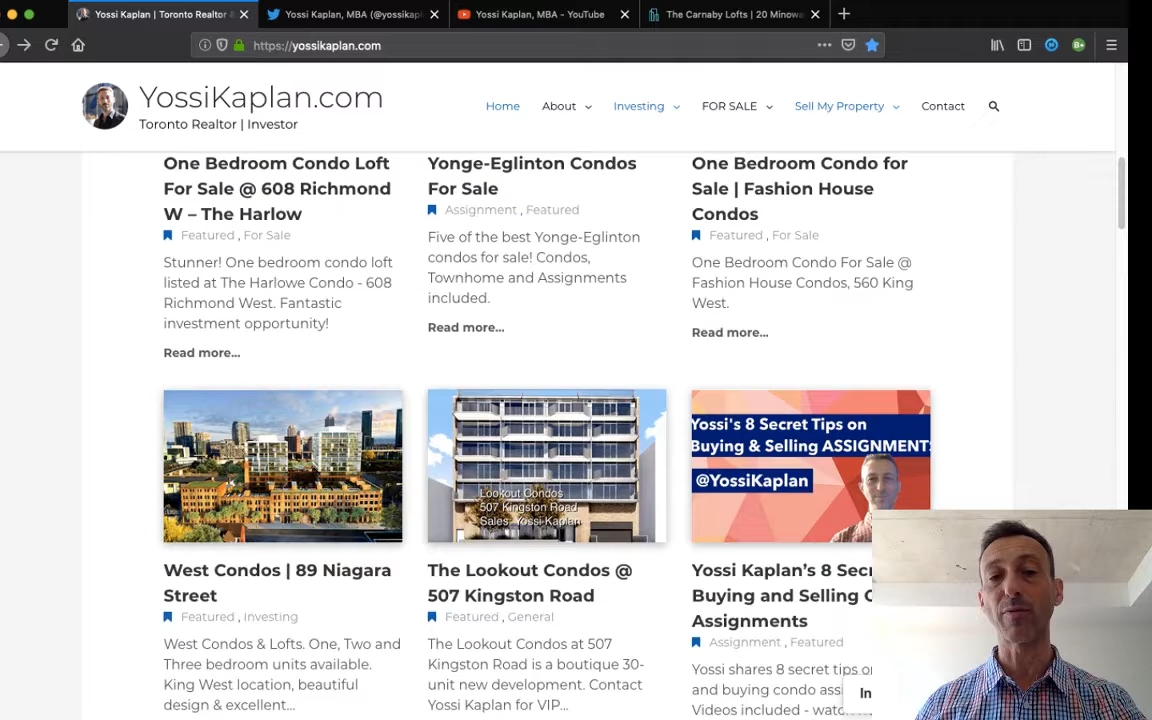 Yossi Kaplan | Toronto Realtor &
Yossi Kaplan, MBA (@yossikapl
Yossi Kaplan, MBA - YouTube
The Carnaby Lofts | 20 Minowa
https://yossikaplan.com
YossiKaplan.com
Toronto Realtor | Investor
Home
About
Investing
FOR SALE
Sell My Property
Contact
One Bedroom Condo Loft
For Sale @ 608 Richmond
W – The Harlow
Featured , For Sale
Stunner! One bedroom condo loft
listed at The Harlowe Condo - 608
Richmond West. Fantastic
investment opportunity!
Read more...
Yonge-Eglinton Condos
For Sale
Assignment , Featured
Five of the best Yonge-Eglinton
condos for sale! Condos,
Townhome and Assignments
included.
Read more...
One Bedroom Condo for
Sale | Fashion House
Condos
Featured , For Sale
One Bedroom Condo For Sale @
Fashion House Condos, 560 King
West.
Read more...
West Condos | 89 Niagara
Street
Featured , Investing
West Condos & Lofts. One, Two and
Three bedroom units available.
King West location, beautiful
design & excellent...
Lookout Condos
507 Kingston Road
Sales: Yossi Kaplan
The Lookout Condos @
507 Kingston Road
Featured , General
The Lookout Condos at 507
Kingston Road is a boutique 30-
unit new development. Contact
Yossi Kaplan for VIP...
Yossi's 8 Secret Tips on
Buying & Selling ASSIGNMENT
@YossiKaplan
Yossi Kaplan's 8 Secr
Buying and Selling C
Assignments
Assignment , Featured
Yossi shares 8 secret tips o
and buying condo ass
Videos included - watc
In